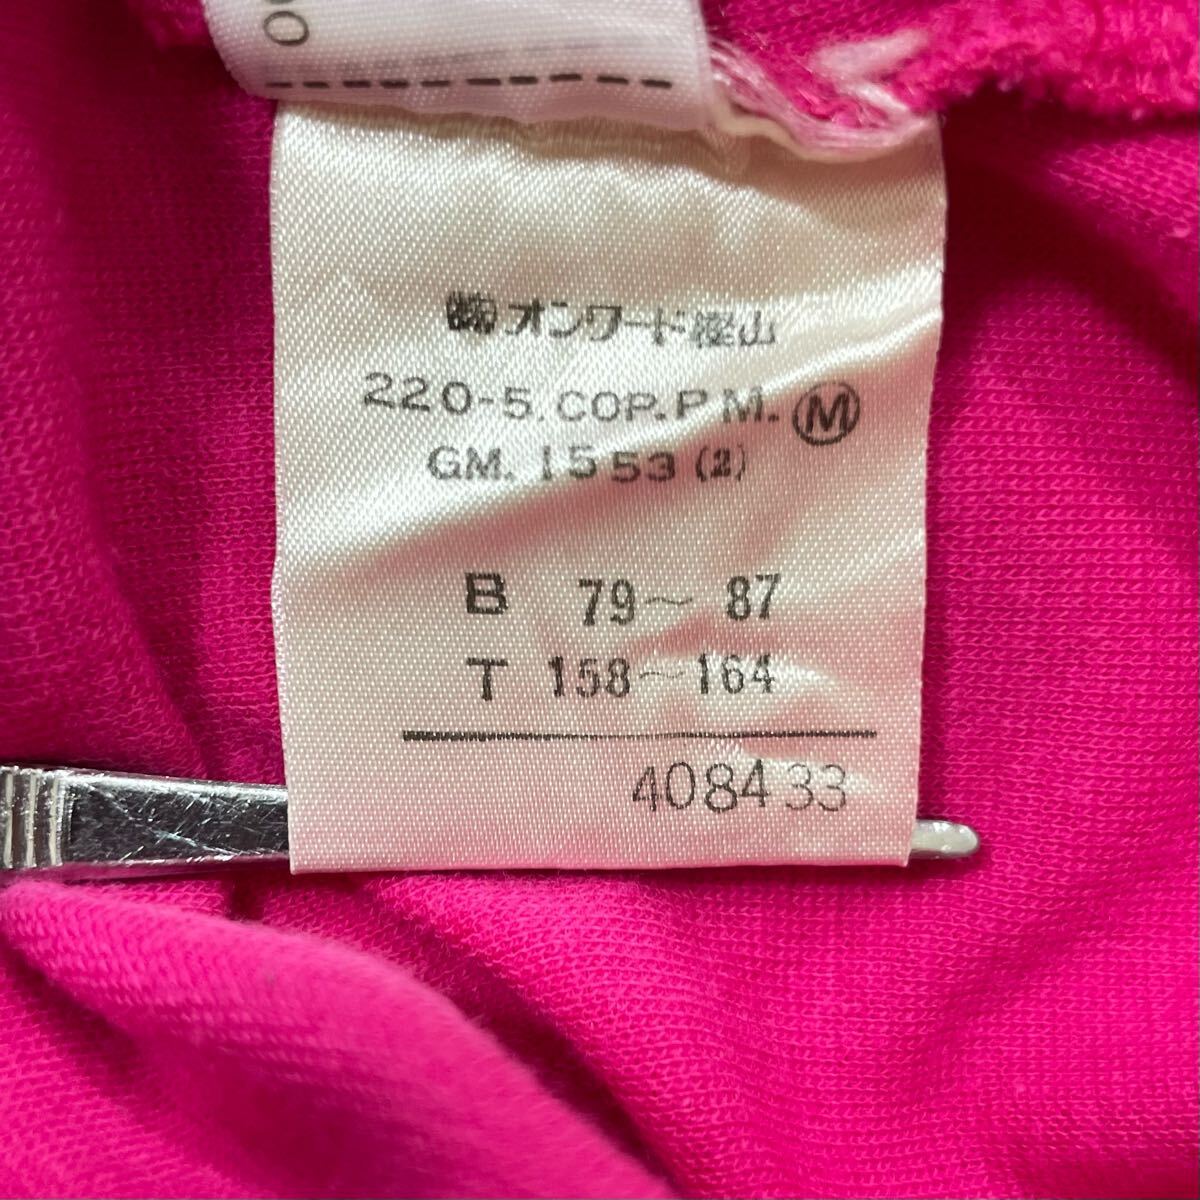 ㈱オンワード樫山
220-5.COP.P M. Ⓜ
GM. 1553 (2)
B 79～ 87
T 158～164
408433